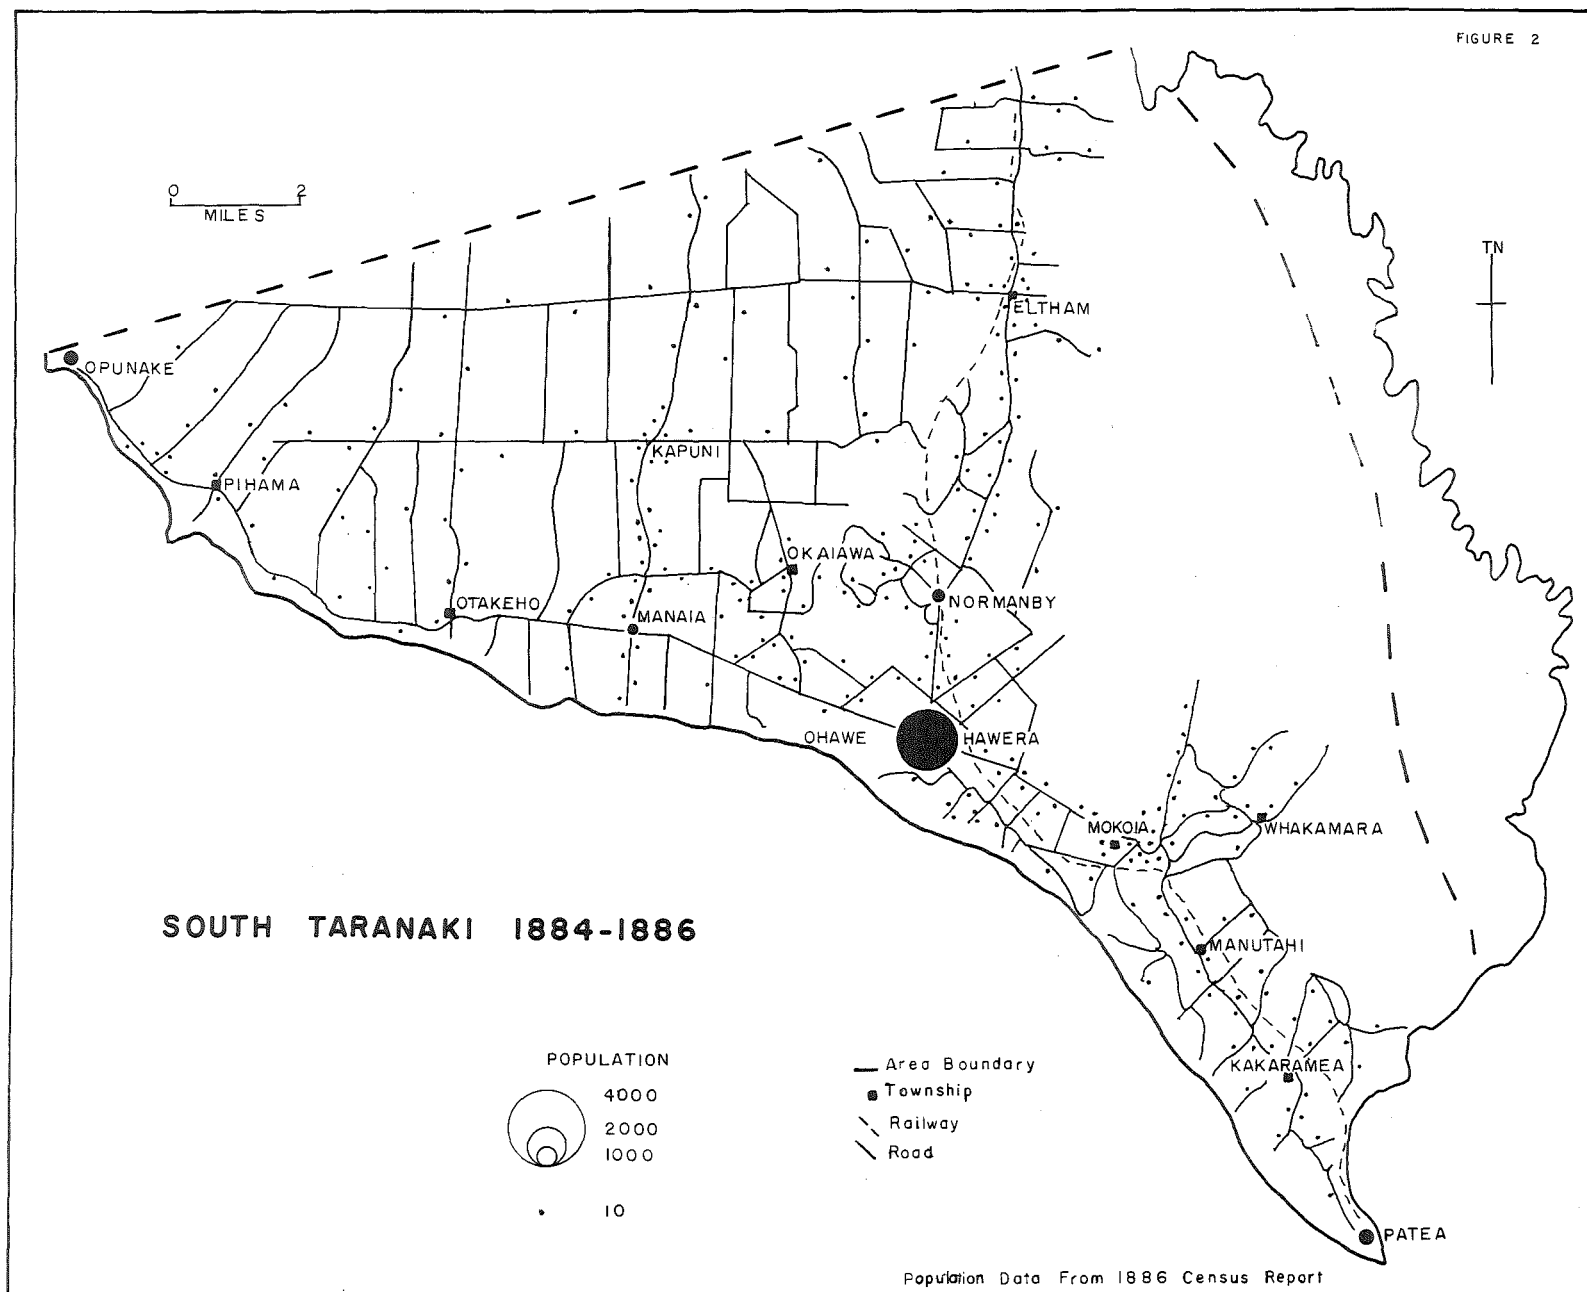 FIGURE 2
0 2
MILES
TN
ELTHAM
OPUNAKE
KAPUNI
PIHAMA
OKAIAWA
OTAKEHO
MANAIA
NORMANBY
OHAWE
HAWERA
MOKOIA
WHAKAMARA
SOUTH TARANAKI 1884-1886
MANUTAHI
KAKARAMEA
POPULATION
4000
2000
1000
10
Area Boundary
Township
Railway
Road
PATEA
Population Data From 1886 Census Report